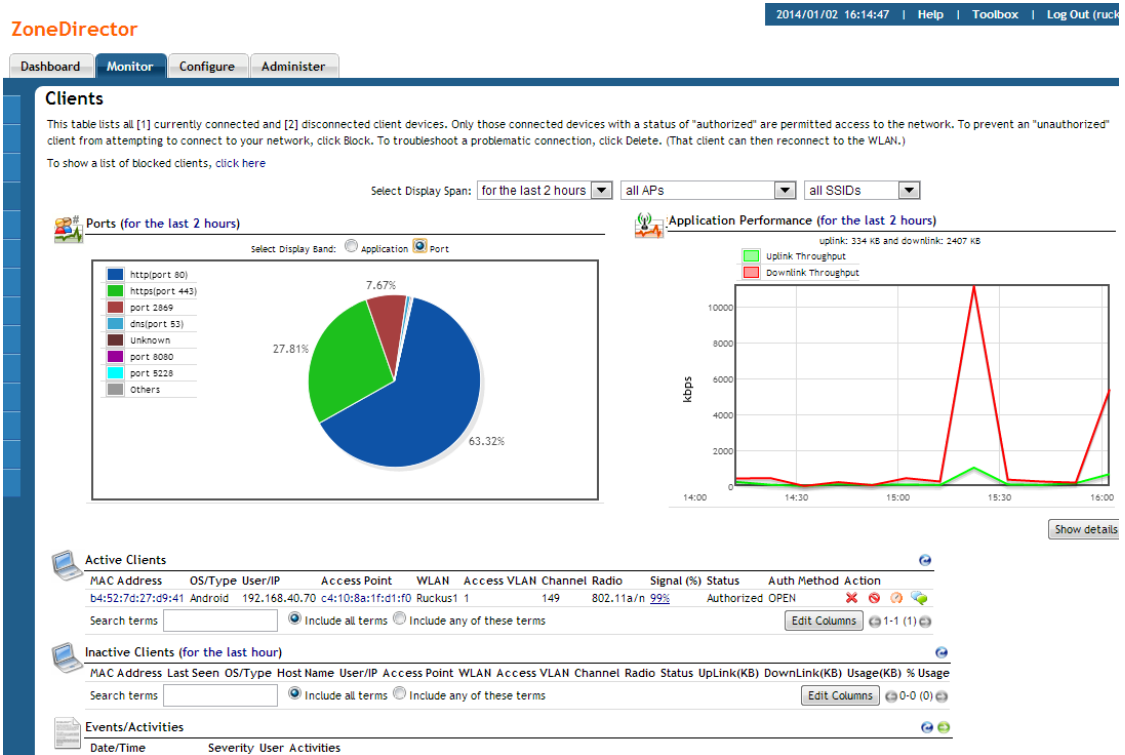 2014/01/02 16:14:47 | Help | Toolbox | Log Out (ruck
ZoneDirector
Dashboard Monitor Configure Administer
Clients
This table lists all [1] currently connected and [2] disconnected client devices. Only those connected devices with a status of "authorized" are permitted access to the network. To prevent an "unauthorized"
client from attempting to connect to your network, click Block. To troubleshoot a problematic connection, click Delete. (That client can then reconnect to the WLAN.)
To show a list of blocked clients, click here
Select Display Span: for the last 2 hours all APs all SSIDs
Ports (for the last 2 hours)
Select Display Band: Application Port
http(port 80)
https(port 443)
port 2869
dns(port 53)
Unknown
port 8080
port 5228
Others
7.67%
27.81%
63.32%
Application Performance (for the last 2 hours)
uplink: 334 KB and downlink: 2407 KB
Uplink Throughput
Downlink Throughput
kbps
10000
8000
6000
4000
2000
0
14:00 14:30 15:00 15:30 16:00
Show details
Active Clients
MAC Address OS/Type User/IP Access Point WLAN Access VLAN Channel Radio Signal (%) Status Auth Method Action
b4:52:7d:27:d9:41 Android 192.168.40.70 c4:10:8a:1f:d1:f0 Ruckus1 1 149 802.11a/n 99% Authorized OPEN
Search terms Include all terms Include any of these terms Edit Columns 1-1 (1)
Inactive Clients (for the last hour)
MAC Address Last Seen OS/Type Host Name User/IP Access Point WLAN Access VLAN Channel Radio Status UpLink(KB) DownLink(KB) Usage(KB) % Usage
Search terms Include all terms Include any of these terms Edit Columns 0-0 (0)
Events/Activities
Date/Time Severity User Activities